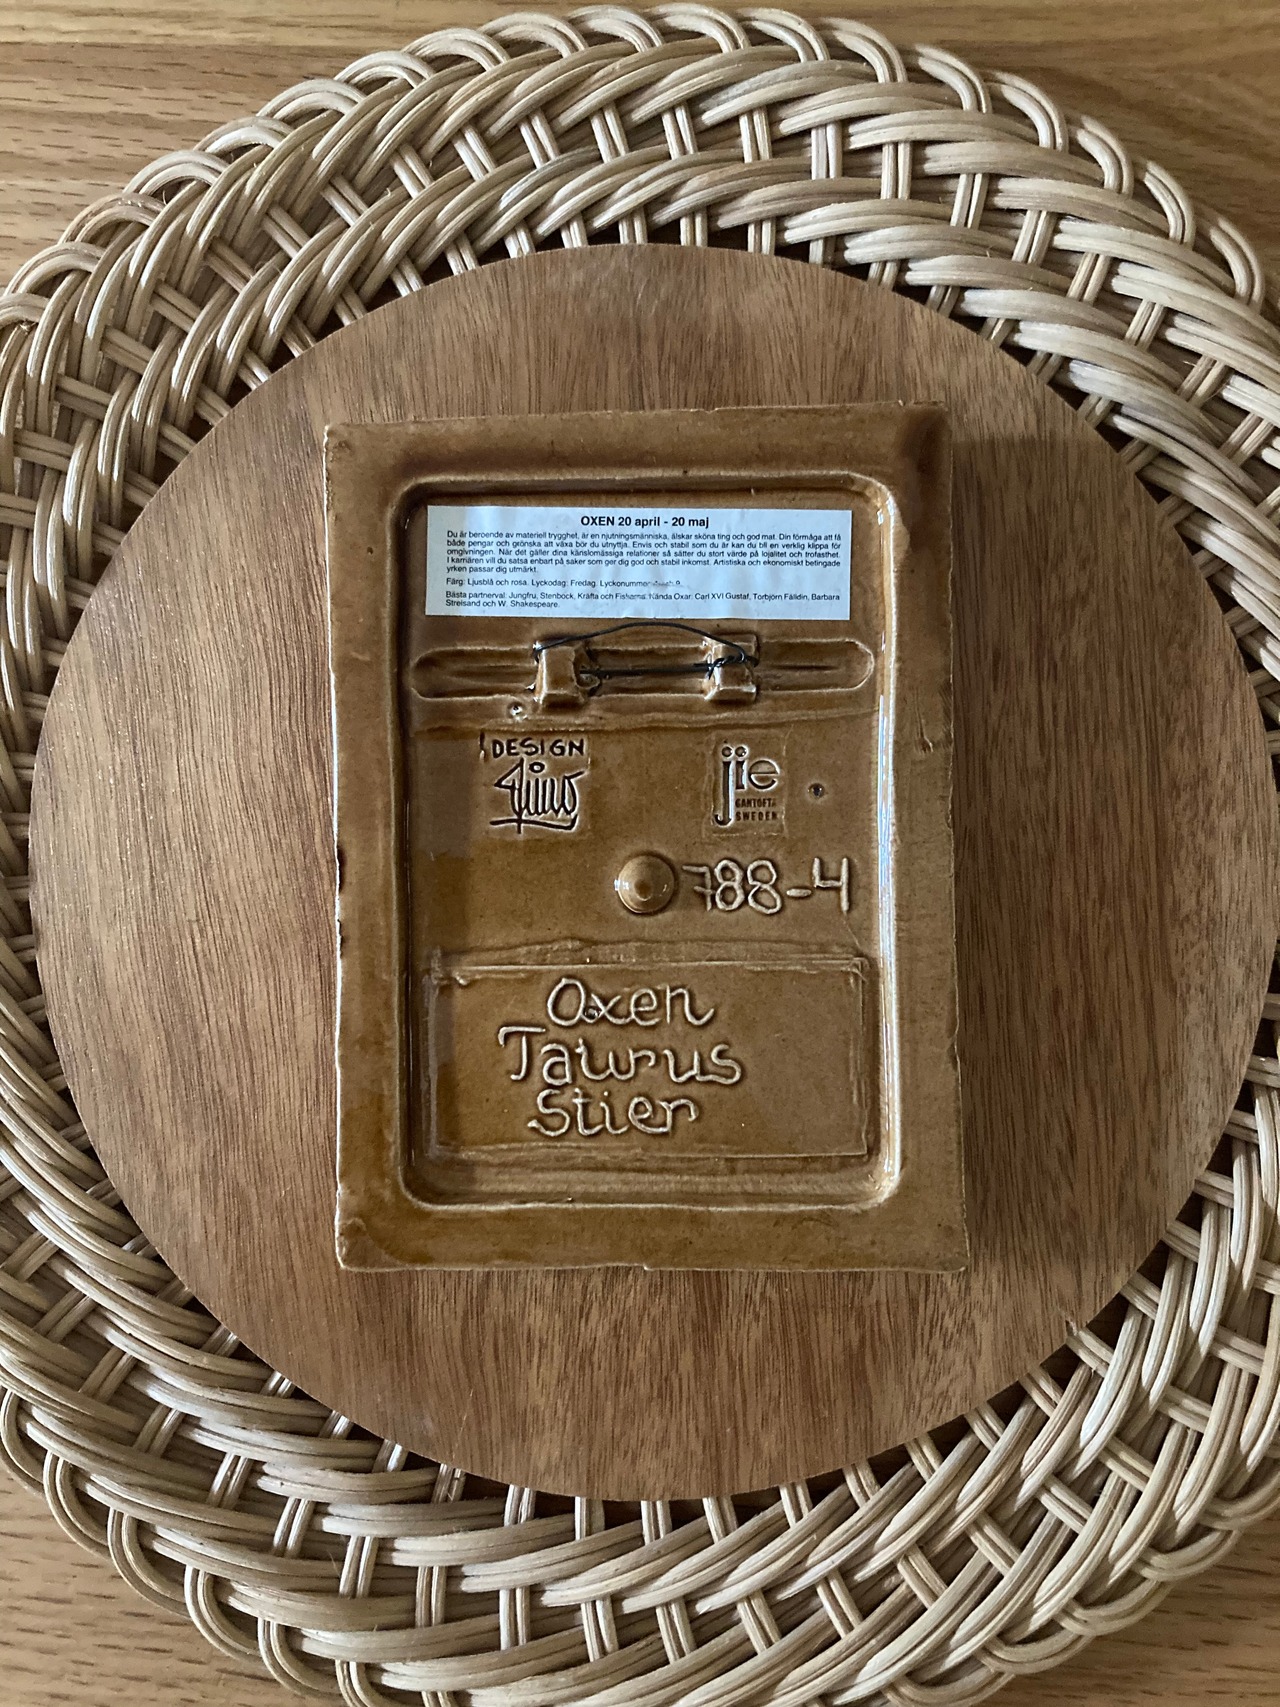 OXEN 20 april - 20 maj
Du är beroende av materiell trygghet, är en njutningsmänniska, älskar sköna ting och god mat. Din förmåga att få
både pengar och grönska att växa bör du utnyttja. Envis och stabil som du är kan du bli en verklig klippa för
omgivningen. När det gäller dina känslomässiga relationer så sätter du stort värde på lojalitet och trofasthet.
I karriären vill du satsa enbart på saker som ger dig god och stabil inkomst. Artistiska och ekonomiskt betingade
yrken passar dig utmärkt.
Färg: Ljusblå och rosa. Lyckodag: Fredag. Lyckonummer
Bästa partnerval: Jungfru, Stenbock, Kräfta och Fiskarna. Kända Oxar: Carl XVI Gustaf, Torbjörn Fälldin, Barbara
Streisand och W. Shakespeare.
DESIGN
jie
GANTOFTA
SWEDEN
788-4
Oxen
Taurus
Stier